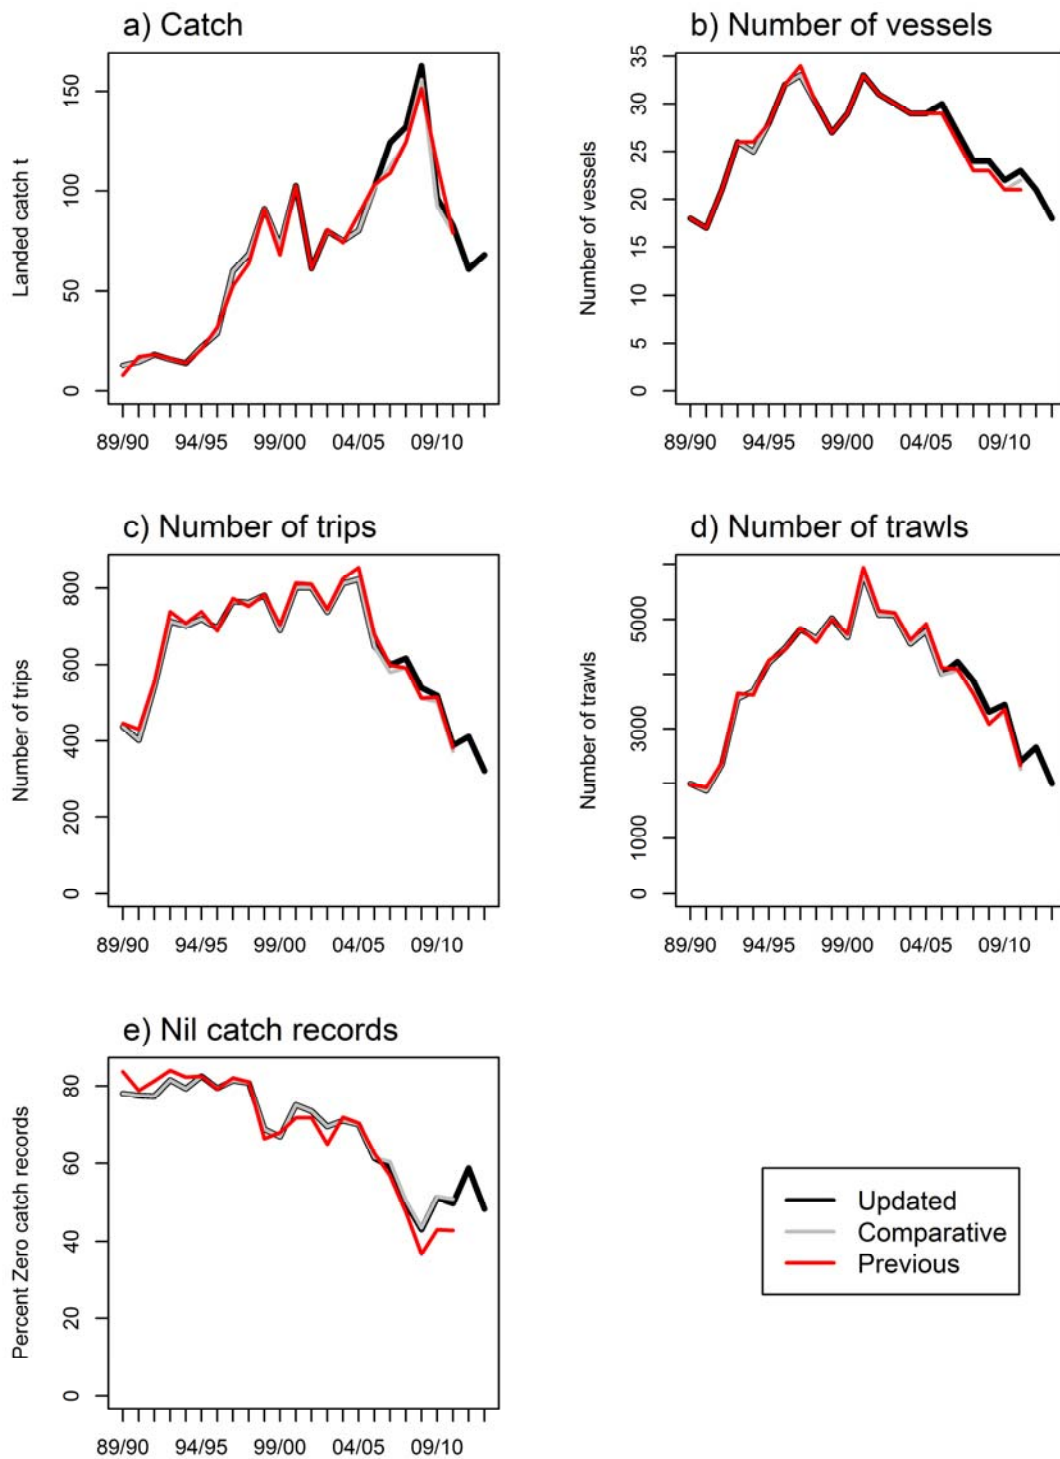 a) Catch
Landed catch t
150
100
50
0
89/90 94/95 99/00 04/05 09/10
b) Number of vessels
Number of vessels
35
30
25
20
15
10
5
0
89/90 94/95 99/00 04/05 09/10
c) Number of trips
Number of trips
800
600
400
200
0
89/90 94/95 99/00 04/05 09/10
d) Number of trawls
Number of trawls
5000
3000
1000
0
89/90 94/95 99/00 04/05 09/10
e) Nil catch records
Percent Zero catch records
80
60
40
20
0
89/90 94/95 99/00 04/05 09/10
Updated
Comparative
Previous